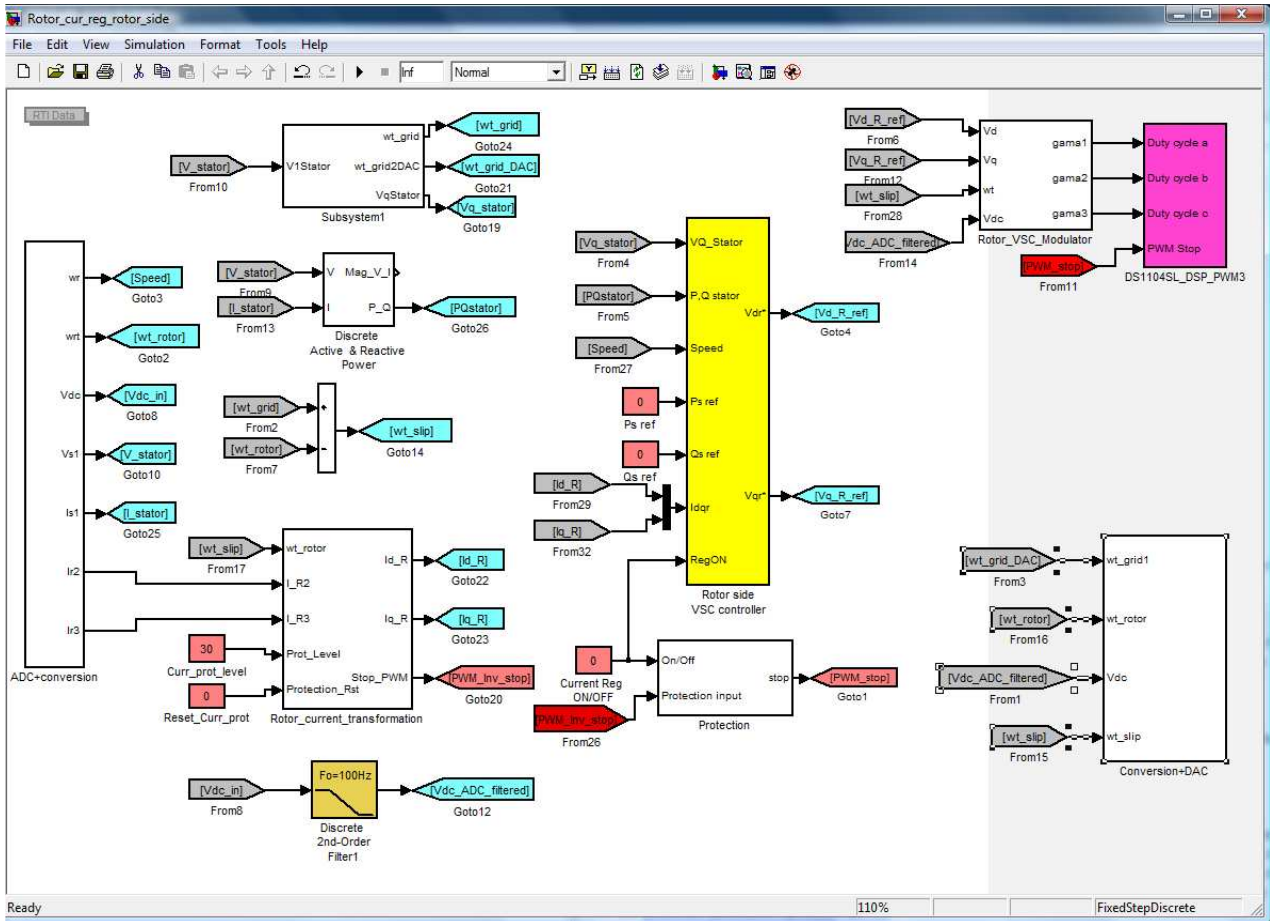 Rotor_cur_reg_rotor_side
File Edit View Simulation Format Tools Help
Inf
Normal
RTI Data
[V_stator]
From10
V1Stator
wt_grid
wt_grid2DAC
VqStator
Subsystem1
[wt_grid]
Goto24
[wt_grid_DAC]
Goto21
[Vq_stator]
Goto19
wr
wrt
Vdc
Vs1
Is1
Ir2
Ir3
ADC+conversion
[Speed]
Goto3
[wt_rotor]
Goto2
[Vdc_in]
Goto8
[V_stator]
Goto10
[I_stator]
Goto25
[V_stator]
From9
[I_stator]
From13
V
I
Mag_V_I
P_Q
Discrete
Active & Reactive
Power
[PQstator]
Goto26
[wt_grid]
From2
[wt_rotor]
From7
+
-
[wt_slip]
Goto14
[wt_slip]
From17
30
Curr_prot_level
0
Reset_Curr_prot
wt_rotor
I_R2
I_R3
Prot_Level
Protection_Rst
Id_R
Iq_R
Stop_PWM
Rotor_current_transformation
[Id_R]
Goto22
[Iq_R]
Goto23
[PWM_Inv_stop]
Goto20
[Vdc_in]
From8
Fo=100Hz
Discrete
2nd-Order
Filter1
[Vdc_ADC_filtered]
Goto12
[Vq_stator]
From4
[PQstator]
From5
[Speed]
From27
0
Ps ref
0
Qs ref
[Id_R]
From29
[Iq_R]
From32
VQ_Stator
P,Q stator
Speed
Ps ref
Qs ref
Idqr
RegON
Vdr*
Vqr*
Rotor side
VSC controller
[Vd_R_ref]
Goto4
[Vq_R_ref]
Goto7
0
Current Reg
ON/OFF
[PWM_Inv_stop]
From26
On/Off
Protection input
stop
Protection
[PWM_stop]
Goto1
[Vd_R_ref]
From6
[Vq_R_ref]
From12
[wt_slip]
From28
[Vdc_ADC_filtered]
From14
Vd
Vq
wt
Vdc
gama1
gama2
gama3
Rotor_VSC_Modulator
[PWM_stop]
From11
Duty cycle a
Duty cycle b
Duty cycle c
PWM Stop
DS1104SL_DSP_PWM3
[wt_grid_DAC]
From3
[wt_rotor]
From16
[Vdc_ADC_filtered]
From1
[wt_slip]
From15
wt_grid1
wt_rotor
Vdc
wt_slip
Conversion+DAC
Ready
110%
FixedStepDiscrete